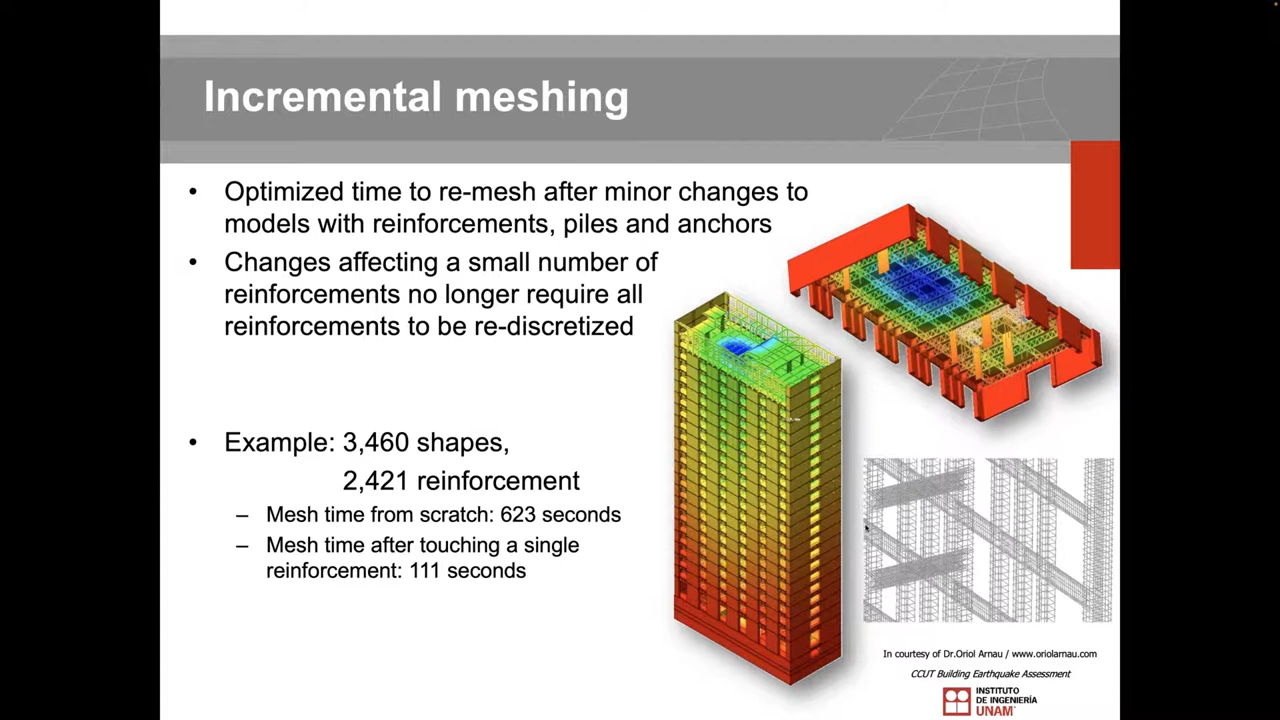 Incremental meshing
• Optimized time to re-mesh after minor changes to
models with reinforcements, piles and anchors
• Changes affecting a small number of
reinforcements no longer require all
reinforcements to be re-discretized
• Example: 3,460 shapes,
2,421 reinforcement
– Mesh time from scratch: 623 seconds
– Mesh time after touching a single
reinforcement: 111 seconds
In courtesy of Dr.Oriol Arnau / www.oriolarnau.com
CCUT Building Earthquake Assessment
INSTITUTO
DE INGENIERÍA
UNAM